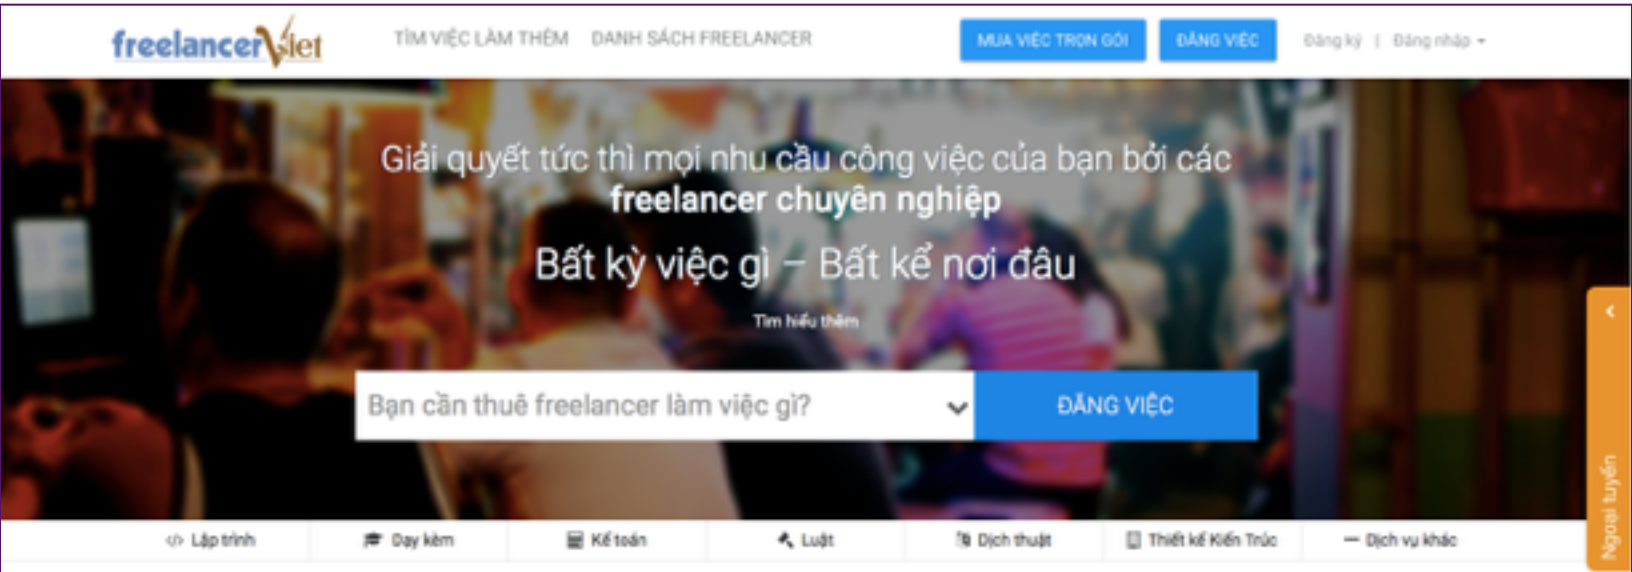 freelancerViet
TÌM VIỆC LÀM THÊM
DANH SÁCH FREELANCER
MUA VIỆC TRỌN GÓI
ĐĂNG VIỆC
Đăng ký | Đăng nhập
Giải quyết tức thì mọi nhu cầu công việc của bạn bởi các
freelancer chuyên nghiệp
Bất kỳ việc gì – Bất kể nơi đâu
Tìm hiểu thêm
Bạn cần thuê freelancer làm việc gì?
ĐĂNG VIỆC
Ngoại tuyến
</> Lập trình
Dạy kèm
Kế toán
Luật
Dịch thuật
Thiết kế Kiến Trúc
Dịch vụ khác